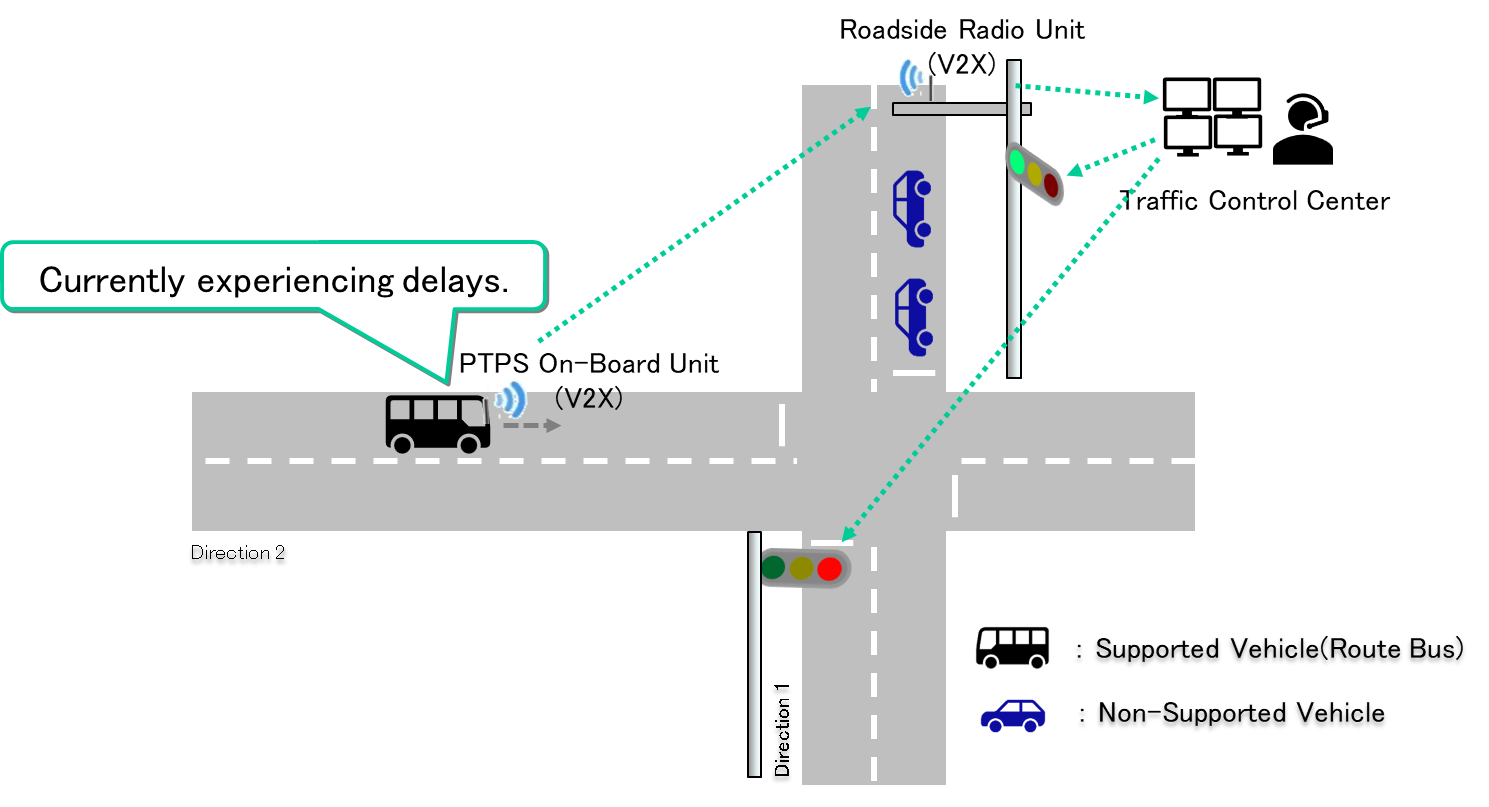 Roadside Radio Unit
(V2X)
Traffic Control Center
Currently experiencing delays.
PTPS On-Board Unit
(V2X)
Direction 2
Direction 1
: Supported Vehicle(Route Bus)
: Non-Supported Vehicle